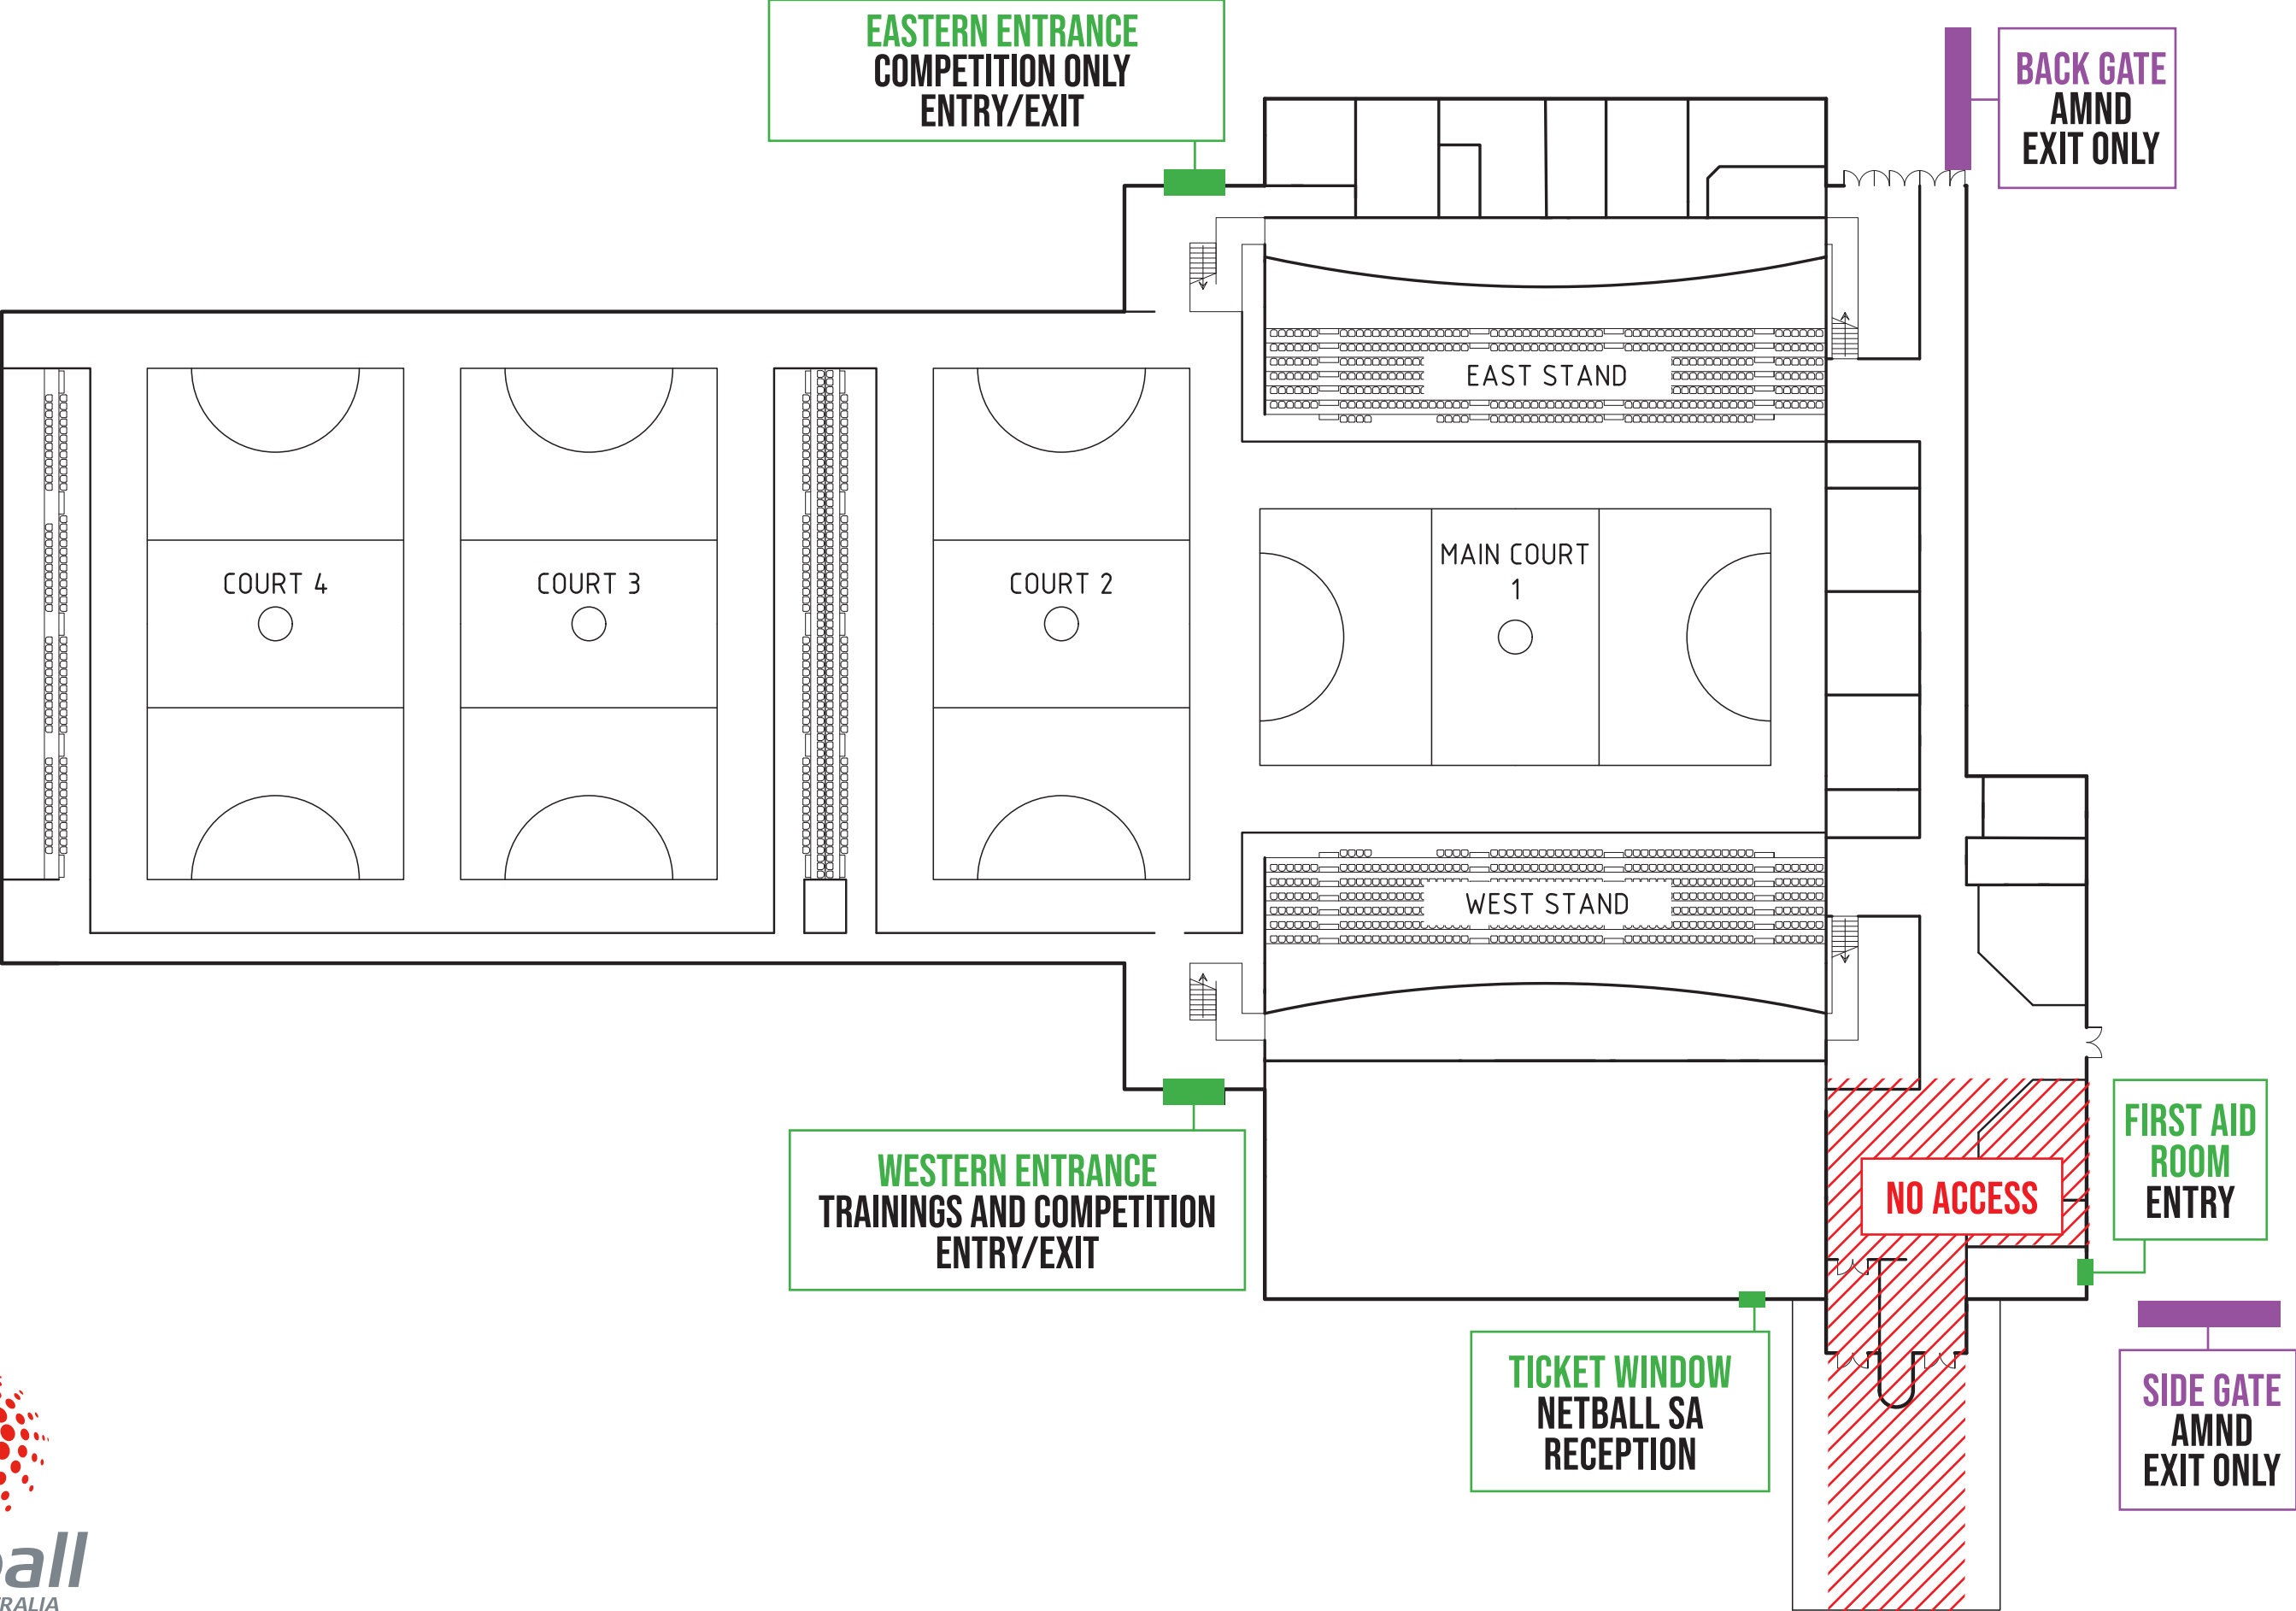 EASTERN ENTRANCE
COMPETITION ONLY
ENTRY/EXIT
BACK GATE
AMND
EXIT ONLY
EAST STAND
COURT 4
COURT 3
COURT 2
MAIN COURT
1
WEST STAND
WESTERN ENTRANCE
TRAININGS AND COMPETITION
ENTRY/EXIT
NO ACCESS
FIRST AID
ROOM
ENTRY
TICKET WINDOW
NETBALL SA
RECEPTION
SIDE GATE
AMND
EXIT ONLY